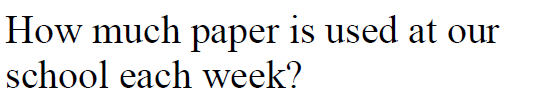 How much paper is used at our
school each week?